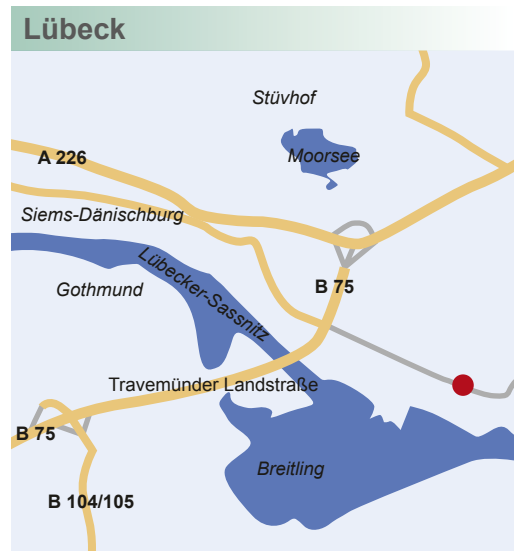 Lübeck
Stüvhof
A 226
Moorsee
Siems-Dänischburg
Lübecker-Sassnitz
Gothmund
B 75
Travemünder Landstraße
B 75
Breitling
B 104/105